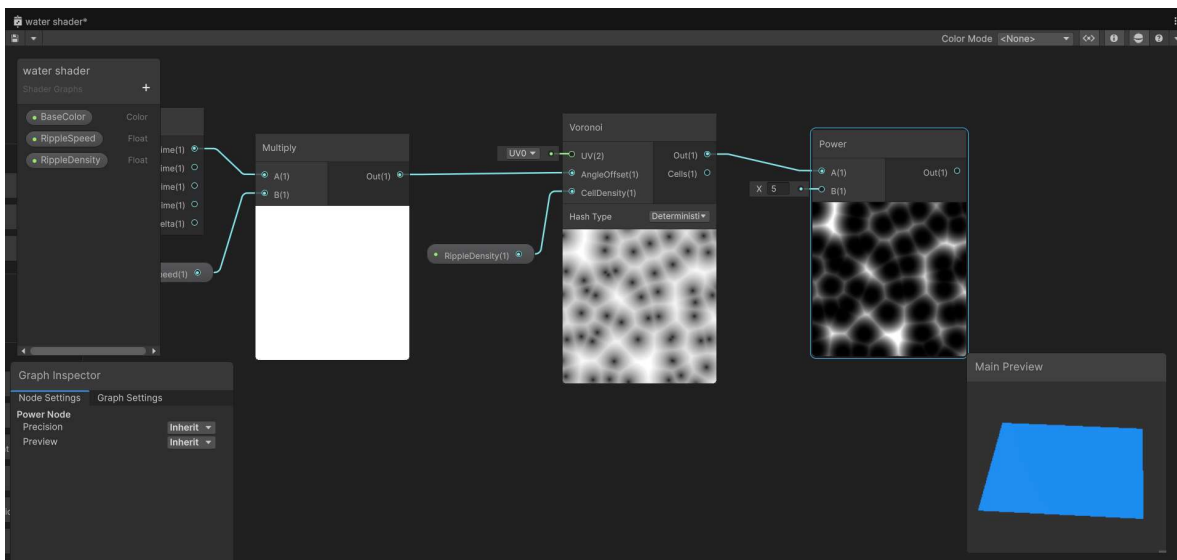 water shader*
Color Mode <None>
water shader
Shader Graphs
BaseColor Color
RippleSpeed Float
RippleDensity Float
ime(1)
ime(1)
ime(1)
ime(1)
elta(1)
eed(1)
Multiply
A(1) Out(1)
B(1)
RippleDensity(1)
UV0
Voronoi
UV(2) Out(1)
AngleOffset(1) Cells(1)
CellDensity(1)
Hash Type Deterministi
X 5
Power
A(1) Out(1)
B(1)
Graph Inspector
Node Settings Graph Settings
Power Node
Precision Inherit
Preview Inherit
Main Preview